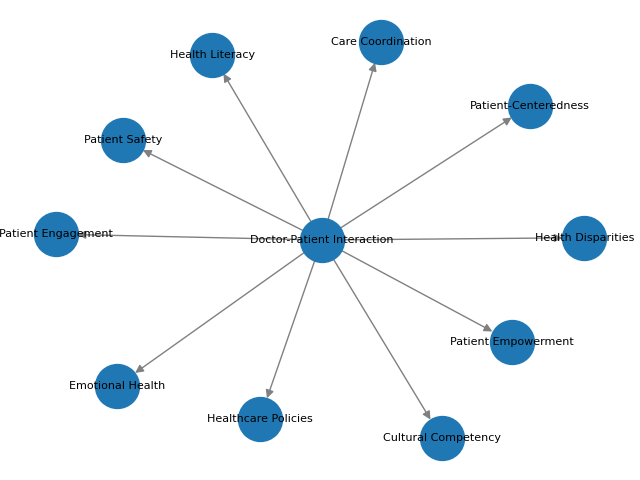 Care Coordination
Health Literacy
Patient-Centeredness
Patient Safety
Patient Engagement
Health Disparities
Doctor-Patient Interaction
Patient Empowerment
Emotional Health
Healthcare Policies
Cultural Competency